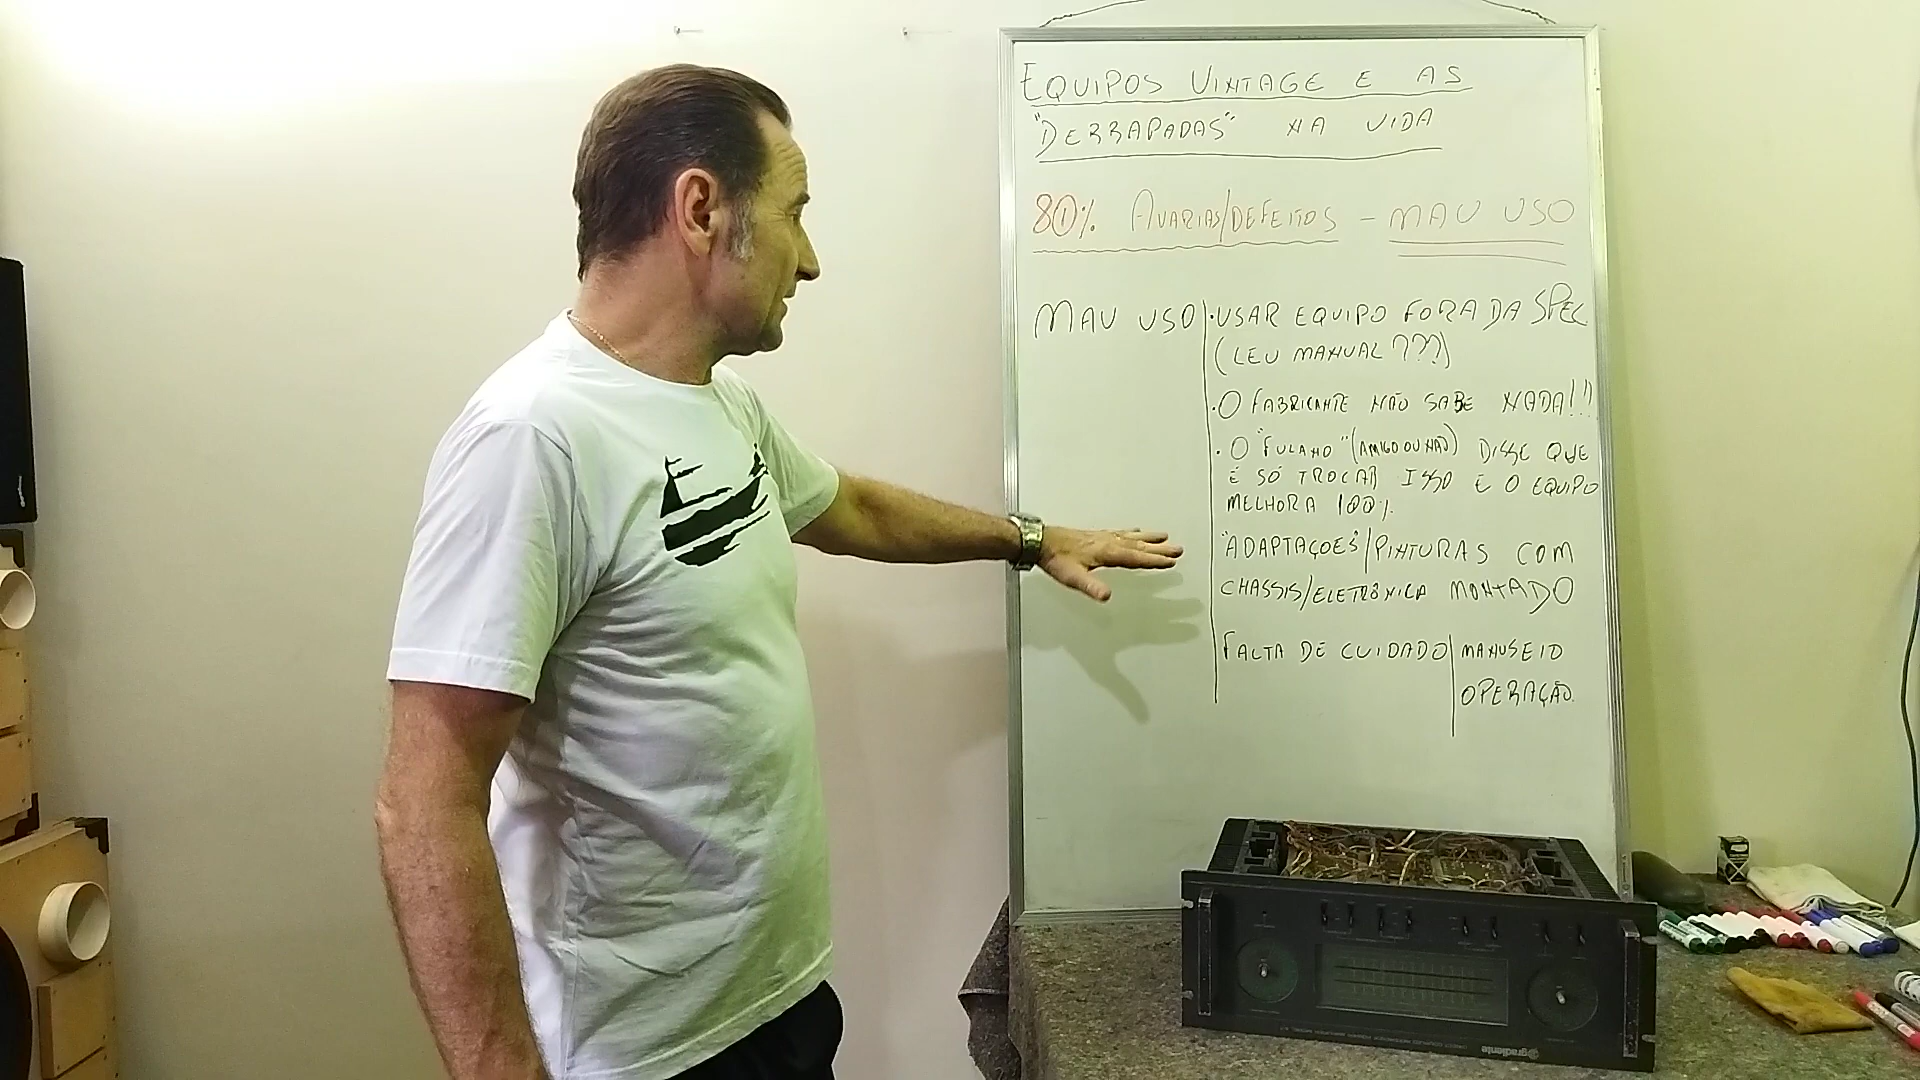 EQUIPOS VINTAGE E AS
"DERRAPADAS" NA VIDA
80% AVARIAS/DEFEITOS - MAU USO
MAU USO
• USAR EQUIPO FORA DA SPEC
(LEU MANUAL???)
• O FABRICANTE NÃO SABE NADA!!
• O "FULANO" (AMIGO OU NÃO) DISSE QUE
É SÓ TROCAR ISSO E O EQUIPO
MELHORA 100%.
"ADAPTAÇOES"/PINTURAS COM
CHASSIS/ELETRÔNICA MONTADO
FALTA DE CUIDADO
MANUSEIO
OPERAÇÃO.
gradiente